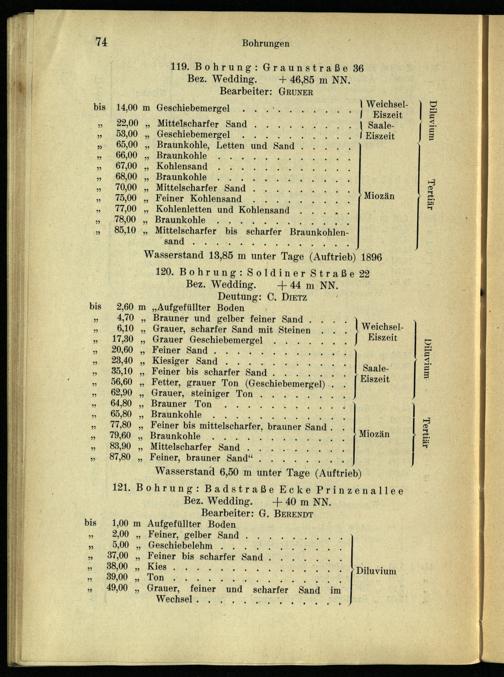 74 Bohrungen
119. Bohrung: Graunstraße 36
Bez. Wedding. + 46,85 m NN.
Bearbeiter: GRUNER
bis 14,00 m Geschiebemergel . . . . . . . . . . Weichsel-Eiszeit
„ 22,00 „ Mittelscharfer Sand . . . . . . . . Saale-
„ 53,00 „ Geschiebemergel . . . . . . . . . . Eiszeit
Diluvium
„ 65,00 „ Braunkohle, Letten und Sand . . . . .
„ 66,00 „ Braunkohle . . . . . . . . . . . .
„ 67,00 „ Kohlensand . . . . . . . . . . . .
„ 68,00 „ Braunkohle . . . . . . . . . . . .
„ 70,00 „ Mittelscharfer Sand . . . . . . . . .
„ 75,00 „ Feiner Kohlensand . . . . . . . . . Miozän
„ 77,00 „ Kohlenletten und Kohlensand . . . . .
„ 78,00 „ Braunkohle . . . . . . . . . . . .
„ 85,10 „ Mittelscharfer bis scharfer Braunkohlen-
sand . . . . . . . . . . . . . .
Tertiär
Wasserstand 13,85 m unter Tage (Auftrieb) 1896
120. Bohrung: Soldiner Straße 22
Bez. Wedding. + 44 m NN.
Deutung: C. DIETZ
bis 2,60 m „Aufgefüllter Boden
„ 4,70 „ Brauner und gelber feiner Sand . . . .
„ 6,10 „ Grauer, scharfer Sand mit Steinen . . . Weichsel-
„ 17,30 „ Grauer Geschiebemergel . . . . . . . Eiszeit
„ 20,60 „ Feiner Sand . . . . . . . . . . . .
„ 23,40 „ Kiesiger Sand . . . . . . . . . . .
„ 35,10 „ Feiner bis scharfer Sand . . . . . . . Saale-
„ 56,60 „ Fetter, grauer Ton (Geschiebemergel) . . Eiszeit
„ 62,90 „ Grauer, steiniger Ton . . . . . . . .
Diluvium
„ 64,80 „ Brauner Ton . . . . . . . . . . . .
„ 65,80 „ Braunkohle . . . . . . . . . . . .
„ 77,80 „ Feiner bis mittelscharfer, brauner Sand . .
„ 79,60 „ Braunkohle . . . . . . . . . . . . Miozän
„ 83,90 „ Mittelscharfer Sand . . . . . . . . .
„ 87,80 „ Feiner, brauner Sand“ . . . . . . . .
Tertiär
Wasserstand 6,50 m unter Tage (Auftrieb)
121. Bohrung: Badstraße Ecke Prinzenallee
Bez. Wedding. + 40 m NN.
Bearbeiter: G. BERENDT
bis 1,00 m Aufgefüllter Boden
„ 2,00 „ Feiner, gelber Sand . . . . . . . . .
„ 5,00 „ Geschiebelehm . . . . . . . . . . .
„ 37,00 „ Feiner bis scharfer Sand . . . . . . .
„ 38,00 „ Kies . . . . . . . . . . . . . . . Diluvium
„ 39,00 „ Ton . . . . . . . . . . . . . . .
„ 49,00 „ Grauer, feiner und scharfer Sand im
Wechsel . . . . . . . . . . . . .